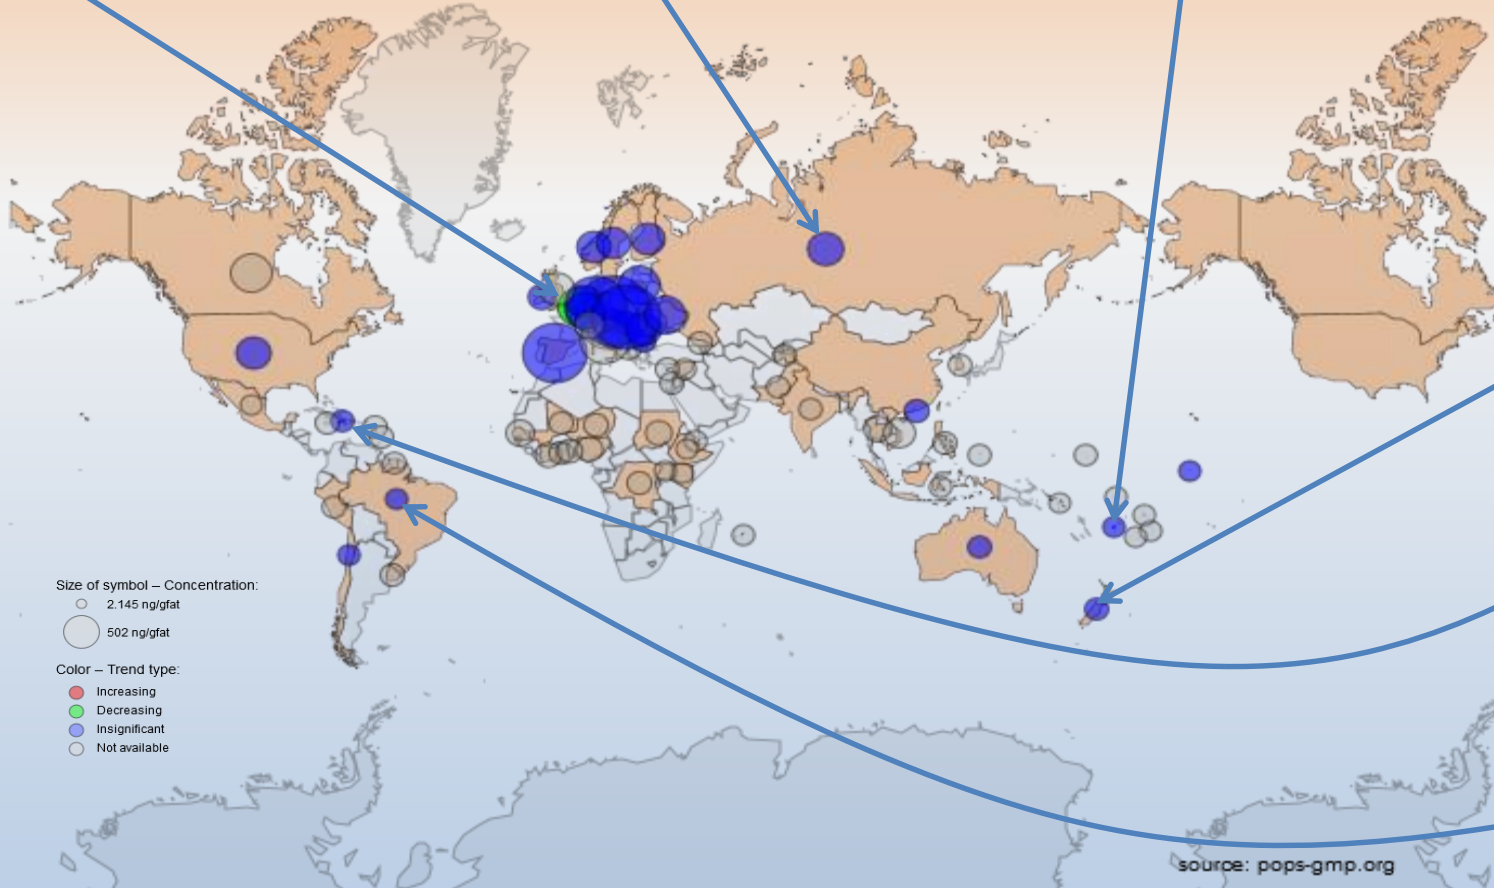 Size of symbol – Concentration:
2.145 ng/gfat
502 ng/gfat
Color – Trend type:
Increasing
Decreasing
Insignificant
Not available
source: pops-gmp.org